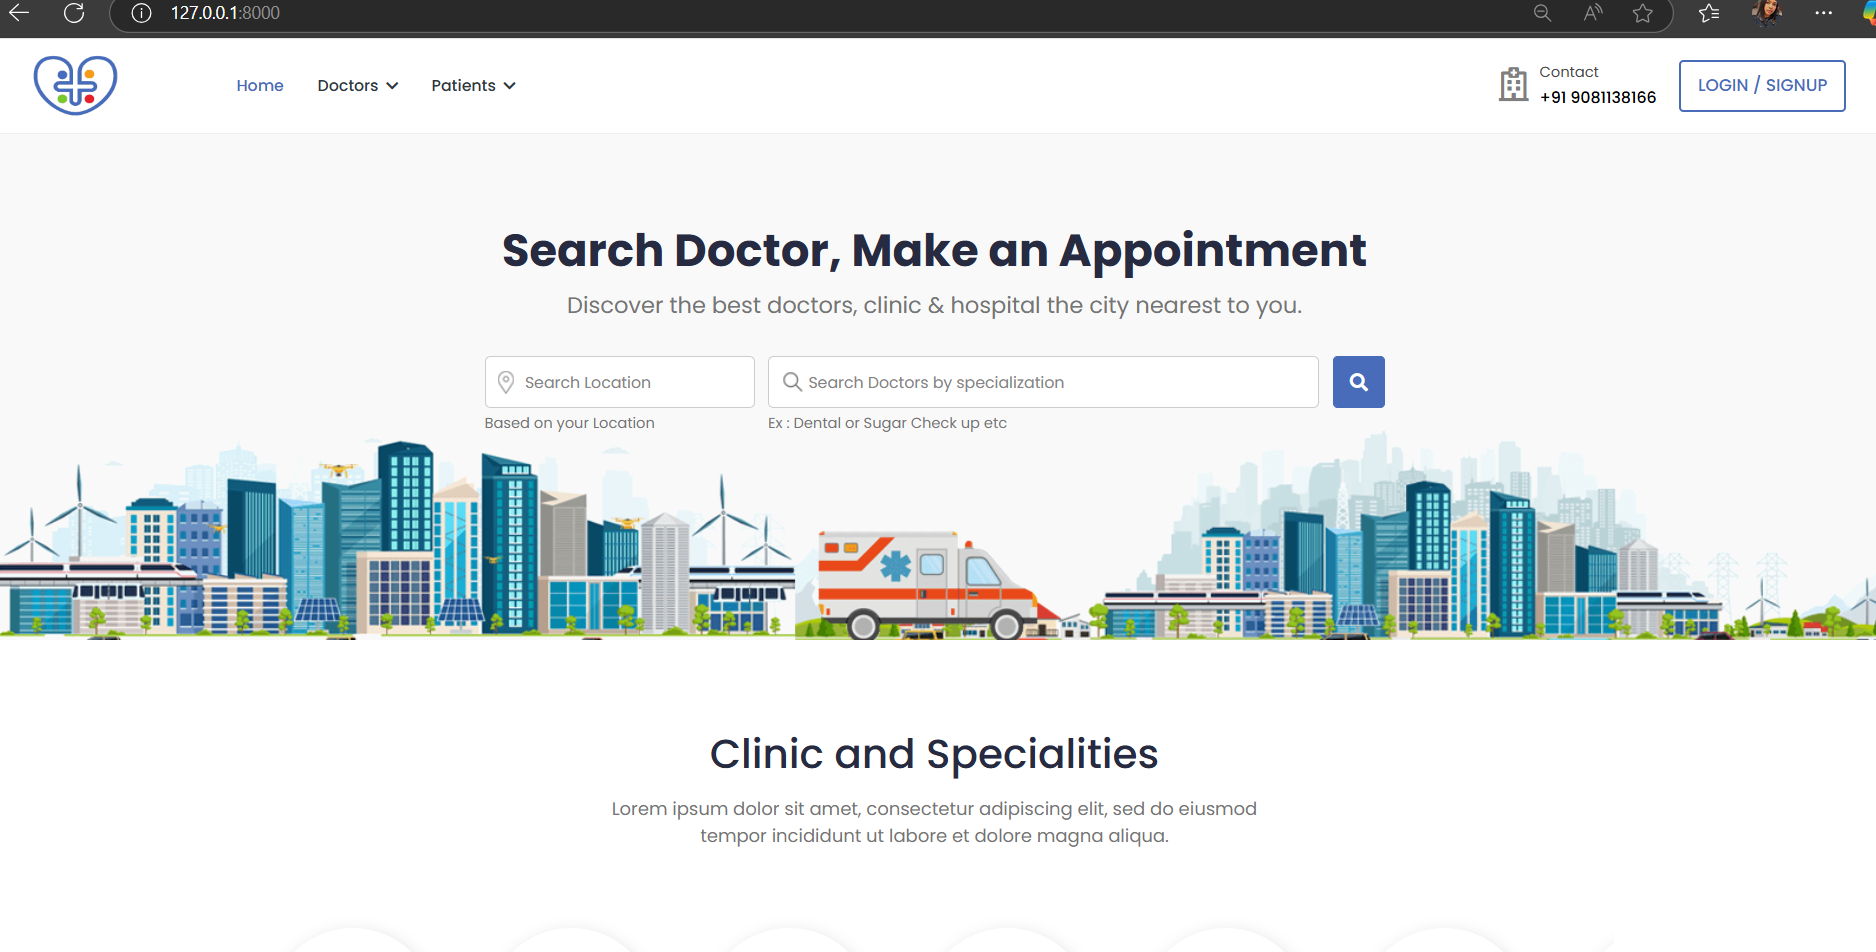 127.0.0.1:8000
Home
Doctors
Patients
Contact
+91 9081138166
LOGIN / SIGNUP
Search Doctor, Make an Appointment
Discover the best doctors, clinic & hospital the city nearest to you.
Search Location
Search Doctors by specialization
Based on your Location
Ex : Dental or Sugar Check up etc
Clinic and Specialities
Lorem ipsum dolor sit amet, consectetur adipiscing elit, sed do eiusmod
tempor incididunt ut labore et dolore magna aliqua.